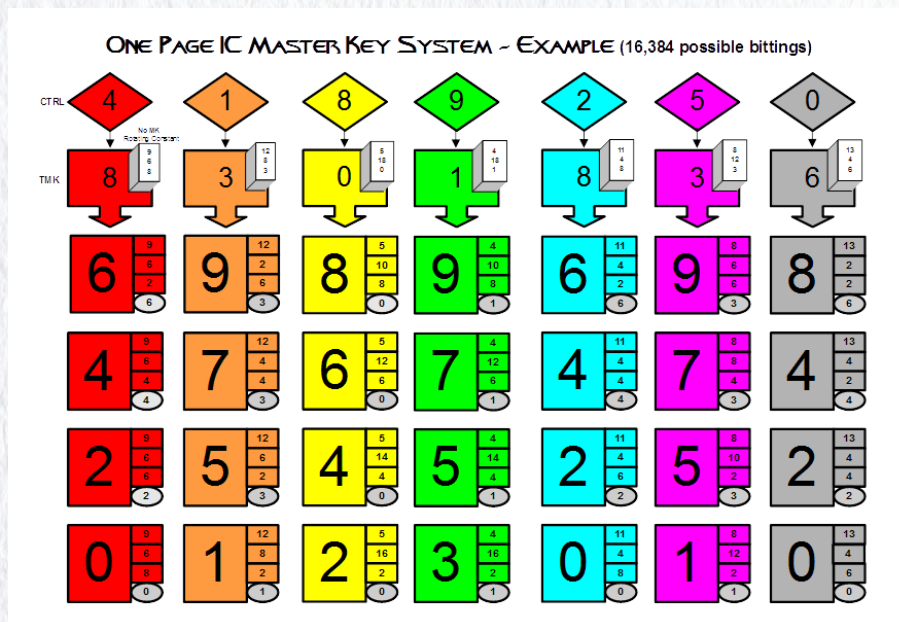 ONE PAGE IC MASTER KEY SYSTEM ~ EXAMPLE (16,384 possible bittings)
CTRL 4 1 8 9 2 5 0
No MK
Rotating Constant
9 12 5 4 11 8 13
6 8 18 18 4 12 4
8 3 0 1 8 3 6
TMK 8 3 0 1 8 3 6
6 9 8 9 6 9 8
9 12 5 4 11 8 13
6 2 10 10 4 6 2
2 6 8 8 2 6 2
6 3 0 1 6 3 6
4 7 6 7 4 7 4
9 12 5 4 11 8 13
6 4 12 12 4 8 4
4 4 6 6 4 4 2
4 3 0 1 4 3 4
2 5 4 5 2 5 2
9 12 5 4 11 8 13
6 6 14 14 4 10 4
6 2 4 4 6 2 4
2 3 0 1 2 3 2
0 1 2 3 0 1 0
9 12 5 4 11 8 13
6 8 16 16 4 12 4
8 2 2 2 8 2 6
0 1 0 1 0 1 0